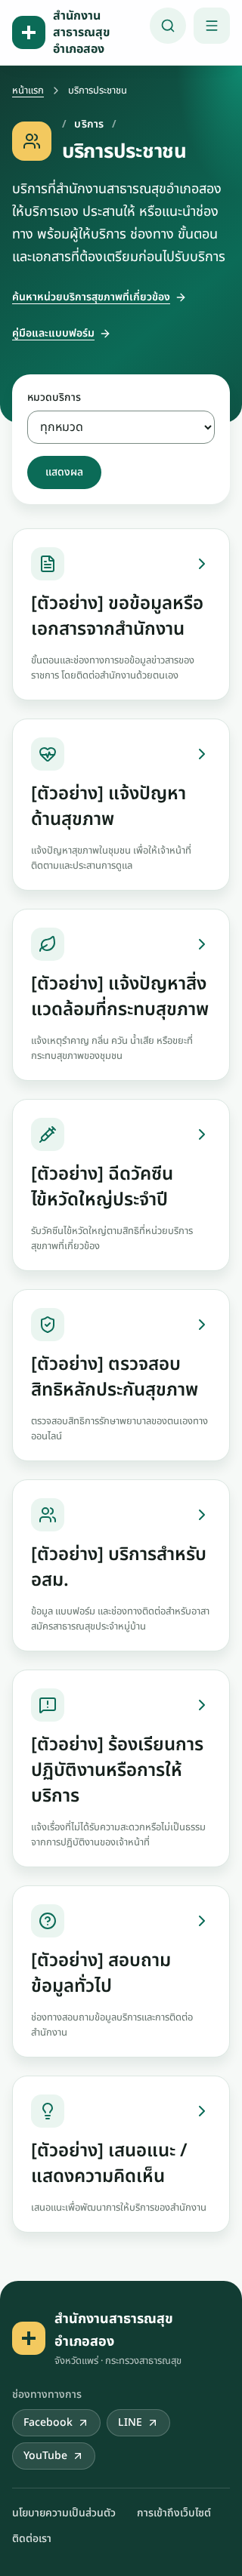 สำนักงาน
สาธารณสุข
อำเภอสอง
หน้าแรก
บริการประชาชน
/ บริการ /
บริการประชาชน
บริการที่สำนักงานสาธารณสุขอำเภอสอง
ให้บริการเอง ประสานให้ หรือแนะนำช่อง
ทาง พร้อมผู้ให้บริการ ช่องทาง ขั้นตอน
และเอกสารที่ต้องเตรียมก่อนไปรับบริการ
ค้นหาหน่วยบริการสุขภาพที่เกี่ยวข้อง →
คู่มือและแบบฟอร์ม →
หมวดบริการ
ทุกหมวด
แสดงผล
[ตัวอย่าง] ขอข้อมูลหรือ
เอกสารจากสำนักงาน
ขั้นตอนและช่องทางการขอข้อมูลข่าวสารของ
ราชการ โดยติดต่อสำนักงานด้วยตนเอง
[ตัวอย่าง] แจ้งปัญหา
ด้านสุขภาพ
แจ้งปัญหาสุขภาพในชุมชน เพื่อให้เจ้าหน้าที่
ติดตามและประสานการดูแล
[ตัวอย่าง] แจ้งปัญหาสิ่ง
แวดล้อมที่กระทบสุขภาพ
แจ้งเหตุรำคาญ กลิ่น ควัน น้ำเสีย หรือขยะที่
กระทบสุขภาพของชุมชน
[ตัวอย่าง] ฉีดวัคซีน
ไข้หวัดใหญ่ประจำปี
รับวัคซีนไข้หวัดใหญ่ตามสิทธิที่หน่วยบริการ
สุขภาพที่เกี่ยวข้อง
[ตัวอย่าง] ตรวจสอบ
สิทธิหลักประกันสุขภาพ
ตรวจสอบสิทธิการรักษาพยาบาลของตนเองทาง
ออนไลน์
[ตัวอย่าง] บริการสำหรับ
อสม.
ข้อมูล แบบฟอร์ม และช่องทางติดต่อสำหรับอาสา
สมัครสาธารณสุขประจำหมู่บ้าน
[ตัวอย่าง] ร้องเรียนการ
ปฏิบัติงานหรือการให้
บริการ
แจ้งเรื่องที่ไม่ได้รับความสะดวกหรือไม่เป็นธรรม
จากการปฏิบัติงานของเจ้าหน้าที่
[ตัวอย่าง] สอบถาม
ข้อมูลทั่วไป
ช่องทางสอบถามข้อมูลบริการและการติดต่อ
สำนักงาน
[ตัวอย่าง] เสนอแนะ /
แสดงความคิดเห็น
เสนอแนะเพื่อพัฒนาการให้บริการของสำนักงาน
สำนักงานสาธารณสุข
อำเภอสอง
จังหวัดแพร่ · กระทรวงสาธารณสุข
ช่องทางทางการ
Facebook ↗
LINE ↗
YouTube ↗
นโยบายความเป็นส่วนตัว
การเข้าถึงเว็บไซต์
ติดต่อเรา